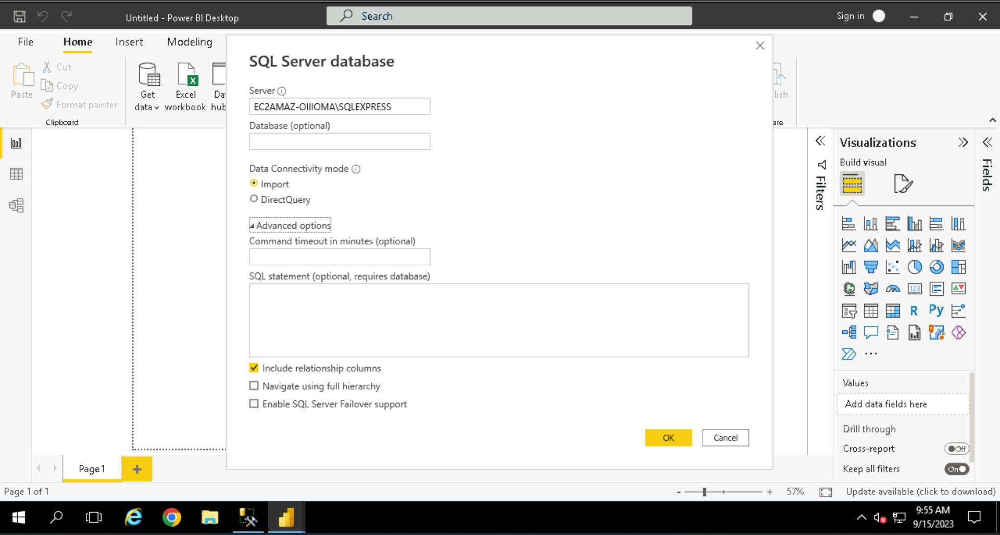 Untitled - Power BI Desktop
Search
Sign in
File
Home
Insert
Modeling
Paste
Cut
Copy
Format painter
Clipboard
Get
data
Excel
workbook
hub
SQL Server database
Server
EC2AMAZ-OIIIOMA\SQLEXPRESS
Database (optional)
Data Connectivity mode
Import
DirectQuery
Advanced options
Command timeout in minutes (optional)
SQL statement (optional, requires database)
Include relationship columns
Navigate using full hierarchy
Enable SQL Server Failover support
OK
Cancel
lish
are
Filters
Visualizations
Build visual
Fields
123
R
Py
Values
Add data fields here
Drill through
Cross-report
Off
Keep all filters
On
Page 1
Page 1 of 1
57%
Update available (click to download)
9:55 AM
9/15/2023